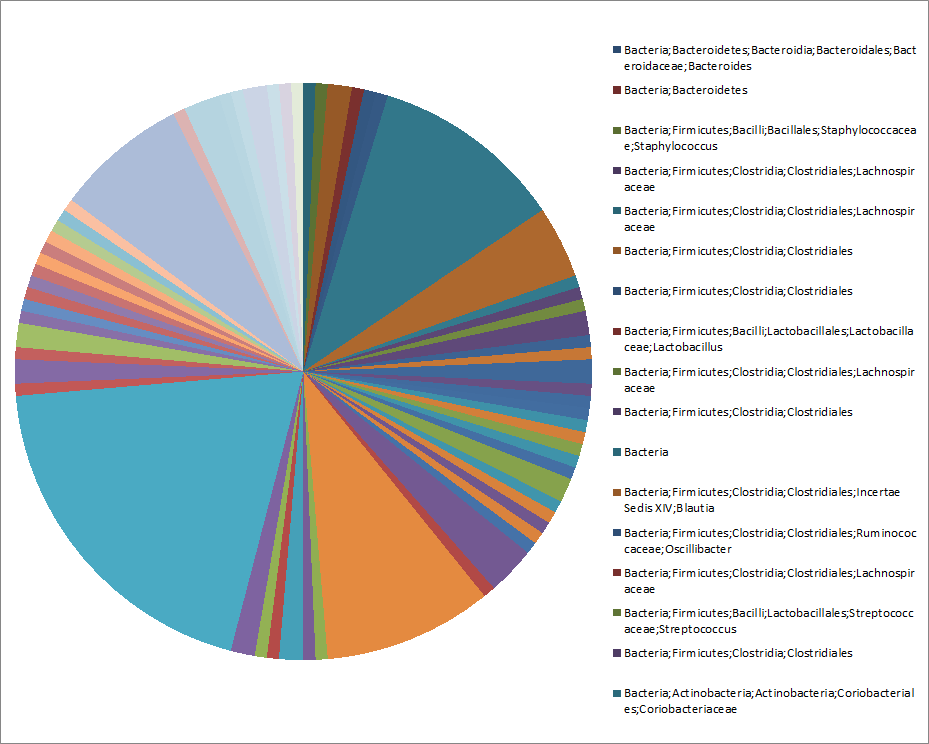 Bacteria;Bacteroidetes;Bacteroidia;Bacteroidales;Bact
eroidaceae;Bacteroides
Bacteria;Bacteroidetes
Bacteria;Firmicutes;Bacilli;Bacillales;Staphylococcacea
e;Staphylococcus
Bacteria;Firmicutes;Clostridia;Clostridiales;Lachnospir
aceae
Bacteria;Firmicutes;Clostridia;Clostridiales;Lachnospir
aceae
Bacteria;Firmicutes;Clostridia;Clostridiales
Bacteria;Firmicutes;Clostridia;Clostridiales
Bacteria;Firmicutes;Bacilli;Lactobacillales;Lactobacilla
ceae;Lactobacillus
Bacteria;Firmicutes;Clostridia;Clostridiales;Lachnospir
aceae
Bacteria;Firmicutes;Clostridia;Clostridiales
Bacteria
Bacteria;Firmicutes;Clostridia;Clostridiales;Incertae
Sedis XIV;Blautia
Bacteria;Firmicutes;Clostridia;Clostridiales;Ruminococ
caceae;Oscillibacter
Bacteria;Firmicutes;Clostridia;Clostridiales;Lachnospir
aceae
Bacteria;Firmicutes;Bacilli;Lactobacillales;Streptococc
aceae;Streptococcus
Bacteria;Firmicutes;Clostridia;Clostridiales
Bacteria;Actinobacteria;Actinobacteria;Coriobacterial
es;Coriobacteriaceae